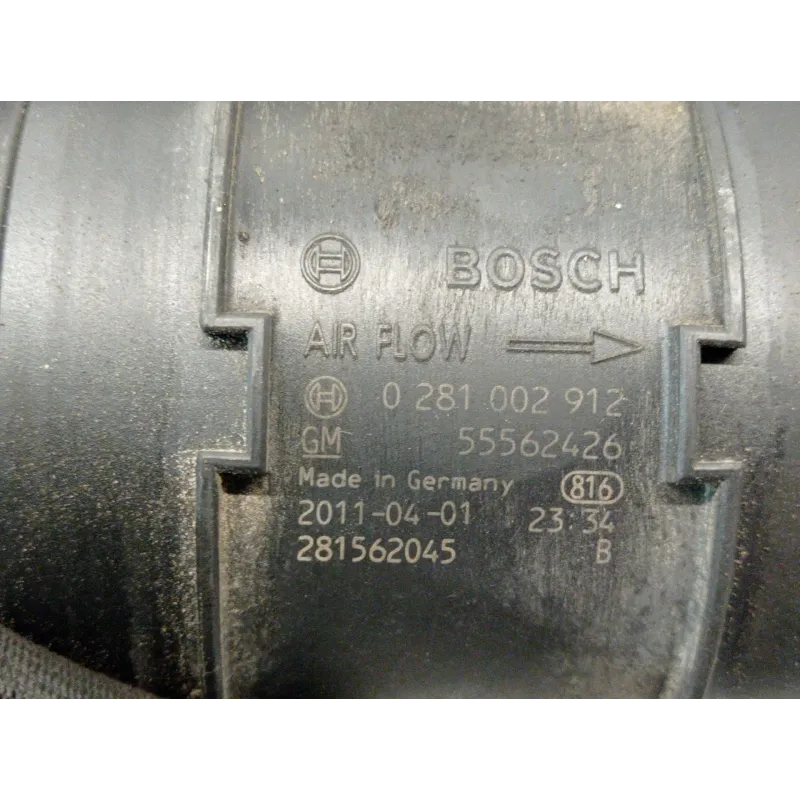 BOSCH
AIR FLOW
0 281 002 912
GM 55562426
Made in Germany 816
2011-04-01 23:34
281562045 B